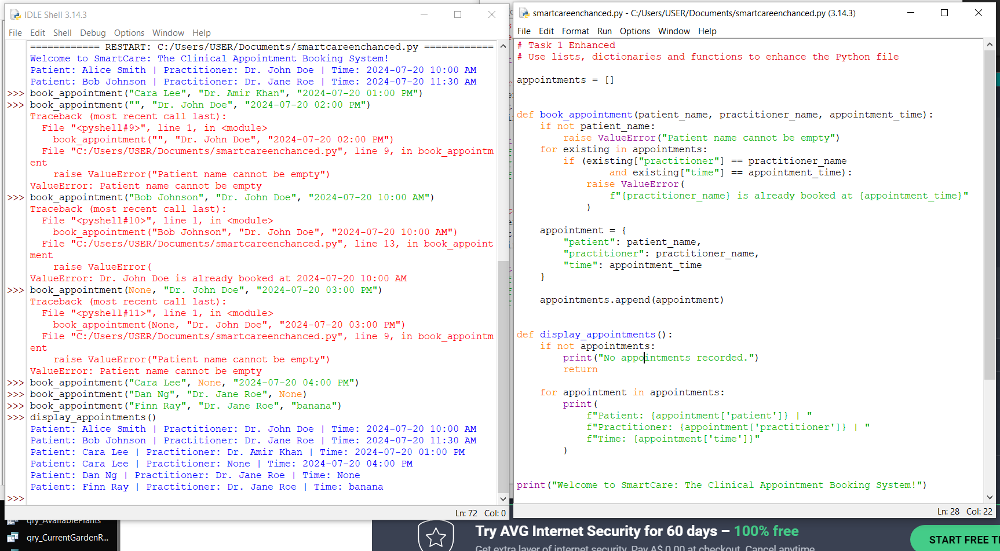 IDLE Shell 3.14.3
File Edit Shell Debug Options Window Help
============ RESTART: C:/Users/USER/Documents/smartcareenchanced.py ============
Welcome to SmartCare: The Clinical Appointment Booking System!
Patient: Alice Smith | Practitioner: Dr. John Doe | Time: 2024-07-20 10:00 AM
Patient: Bob Johnson | Practitioner: Dr. Jane Roe | Time: 2024-07-20 11:30 AM
>>> book_appointment("Cara Lee", "Dr. Amir Khan", "2024-07-20 01:00 PM")
>>> book_appointment("", "Dr. John Doe", "2024-07-20 02:00 PM")
Traceback (most recent call last):
  File "<pyshell#9>", line 1, in <module>
    book_appointment("", "Dr. John Doe", "2024-07-20 02:00 PM")
  File "C:/Users/USER/Documents/smartcareenchanced.py", line 9, in book_appointm
ent
    raise ValueError("Patient name cannot be empty")
ValueError: Patient name cannot be empty
>>> book_appointment("Bob Johnson", "Dr. John Doe", "2024-07-20 10:00 AM")
Traceback (most recent call last):
  File "<pyshell#10>", line 1, in <module>
    book_appointment("Bob Johnson", "Dr. John Doe", "2024-07-20 10:00 AM")
  File "C:/Users/USER/Documents/smartcareenchanced.py", line 13, in book_appoint
ment
    raise ValueError(
ValueError: Dr. John Doe is already booked at 2024-07-20 10:00 AM
>>> book_appointment(None, "Dr. John Doe", "2024-07-20 03:00 PM")
Traceback (most recent call last):
  File "<pyshell#11>", line 1, in <module>
    book_appointment(None, "Dr. John Doe", "2024-07-20 03:00 PM")
  File "C:/Users/USER/Documents/smartcareenchanced.py", line 9, in book_appointm
ent
    raise ValueError("Patient name cannot be empty")
ValueError: Patient name cannot be empty
>>> book_appointment("Cara Lee", None, "2024-07-20 04:00 PM")
>>> book_appointment("Dan Ng", "Dr. Jane Roe", None)
>>> book_appointment("Finn Ray", "Dr. Jane Roe", "banana")
>>> display_appointments()
Patient: Alice Smith | Practitioner: Dr. John Doe | Time: 2024-07-20 10:00 AM
Patient: Bob Johnson | Practitioner: Dr. Jane Roe | Time: 2024-07-20 11:30 AM
Patient: Cara Lee | Practitioner: Dr. Amir Khan | Time: 2024-07-20 01:00 PM
Patient: Cara Lee | Practitioner: None | Time: 2024-07-20 04:00 PM
Patient: Dan Ng | Practitioner: Dr. Jane Roe | Time: None
Patient: Finn Ray | Practitioner: Dr. Jane Roe | Time: banana
>>>
Ln: 72 Col: 0
smartcareenchanced.py - C:/Users/USER/Documents/smartcareenchanced.py (3.14.3)
File Edit Format Run Options Window Help
# Task 1 Enhanced
# Use lists, dictionaries and functions to enhance the Python file
appointments = []
def book_appointment(patient_name, practitioner_name, appointment_time):
    if not patient_name:
        raise ValueError("Patient name cannot be empty")
    for existing in appointments:
        if (existing["practitioner"] == practitioner_name
                and existing["time"] == appointment_time):
            raise ValueError(
                f"{practitioner_name} is already booked at {appointment_time}"
            )
    appointment = {
        "patient": patient_name,
        "practitioner": practitioner_name,
        "time": appointment_time
    }
    appointments.append(appointment)
def display_appointments():
    if not appointments:
        print("No appointments recorded.")
        return
    for appointment in appointments:
        print(
            f"Patient: {appointment['patient']} | "
            f"Practitioner: {appointment['practitioner']} | "
            f"Time: {appointment['time']}"
        )
print("Welcome to SmartCare: The Clinical Appointment Booking System!")
Ln: 28 Col: 22
qry_AvailablePlants
qry_CurrentGardenR...
Try AVG Internet Security for 60 days – 100% free
Get extra layer of internet security. Pay A$ 0.00 at checkout. Cancel anytime
START FREE